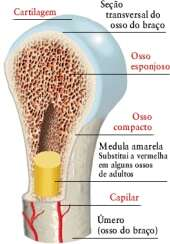 Cartilagem
Seção
transversal do
osso do braço
Osso
esponjoso
Osso
compacto
Medula amarela
Substitui a vermelha
em alguns ossos
de adultos
Capilar
Úmero
(osso do braço)